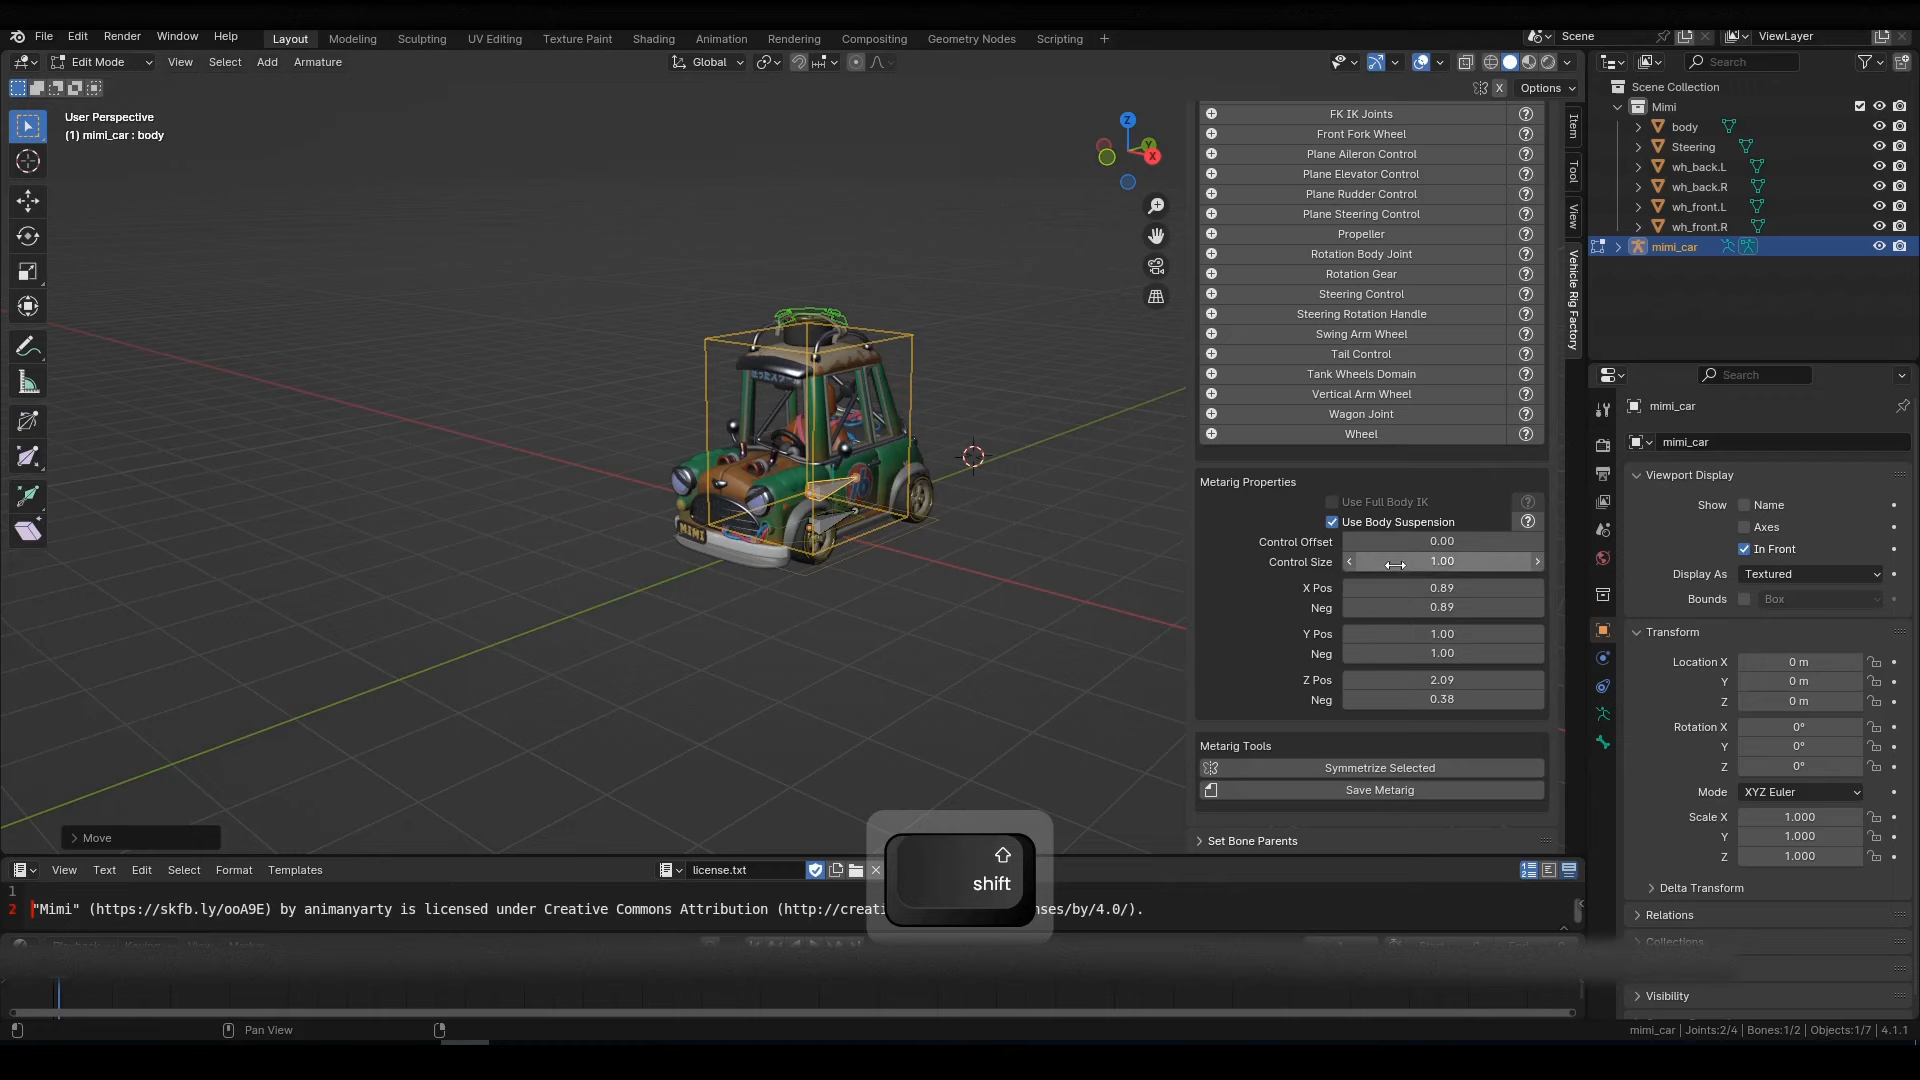 File Edit Render Window Help Layout Modeling Sculpting UV Editing Texture Paint Shading Animation Rendering Compositing Geometry Nodes Scripting + Scene ViewLayer
Edit Mode View Select Add Armature Global Search
X Options
User Perspective
(1) mimi_car : body
Z
Y
X
FK IK Joints
Front Fork Wheel
Plane Aileron Control
Plane Elevator Control
Plane Rudder Control
Plane Steering Control
Propeller
Rotation Body Joint
Rotation Gear
Steering Control
Steering Rotation Handle
Swing Arm Wheel
Tail Control
Tank Wheels Domain
Vertical Arm Wheel
Wagon Joint
Wheel
Metarig Properties
Use Full Body IK
Use Body Suspension
Control Offset 0.00
Control Size 1.00
X Pos 0.89
Neg 0.89
Y Pos 1.00
Neg 1.00
Z Pos 2.09
Neg 0.38
Metarig Tools
Symmetrize Selected
Save Metarig
Set Bone Parents
Item
Tool
View
Vehicle Rig Factory
Scene Collection
Mimi
body
Steering
wh_back.L
wh_back.R
wh_front.L
wh_front.R
mimi_car
Search
mimi_car
mimi_car
Viewport Display
Show Name
Axes
In Front
Display As Textured
Bounds Box
Transform
Location X 0 m
Y 0 m
Z 0 m
Rotation X 0°
Y 0°
Z 0°
Mode XYZ Euler
Scale X 1.000
Y 1.000
Z 1.000
Delta Transform
Relations
Collections
Visibility
MIMI
Move
shift
View Text Edit Select Format Templates license.txt
1
2 "Mimi" (https://skfb.ly/ooA9E) by animanyarty is licensed under Creative Commons Attribution (http://creati nses/by/4.0/).
Pan View
mimi_car | Joints:2/4 | Bones:1/2 | Objects:1/7 | 4.1.1